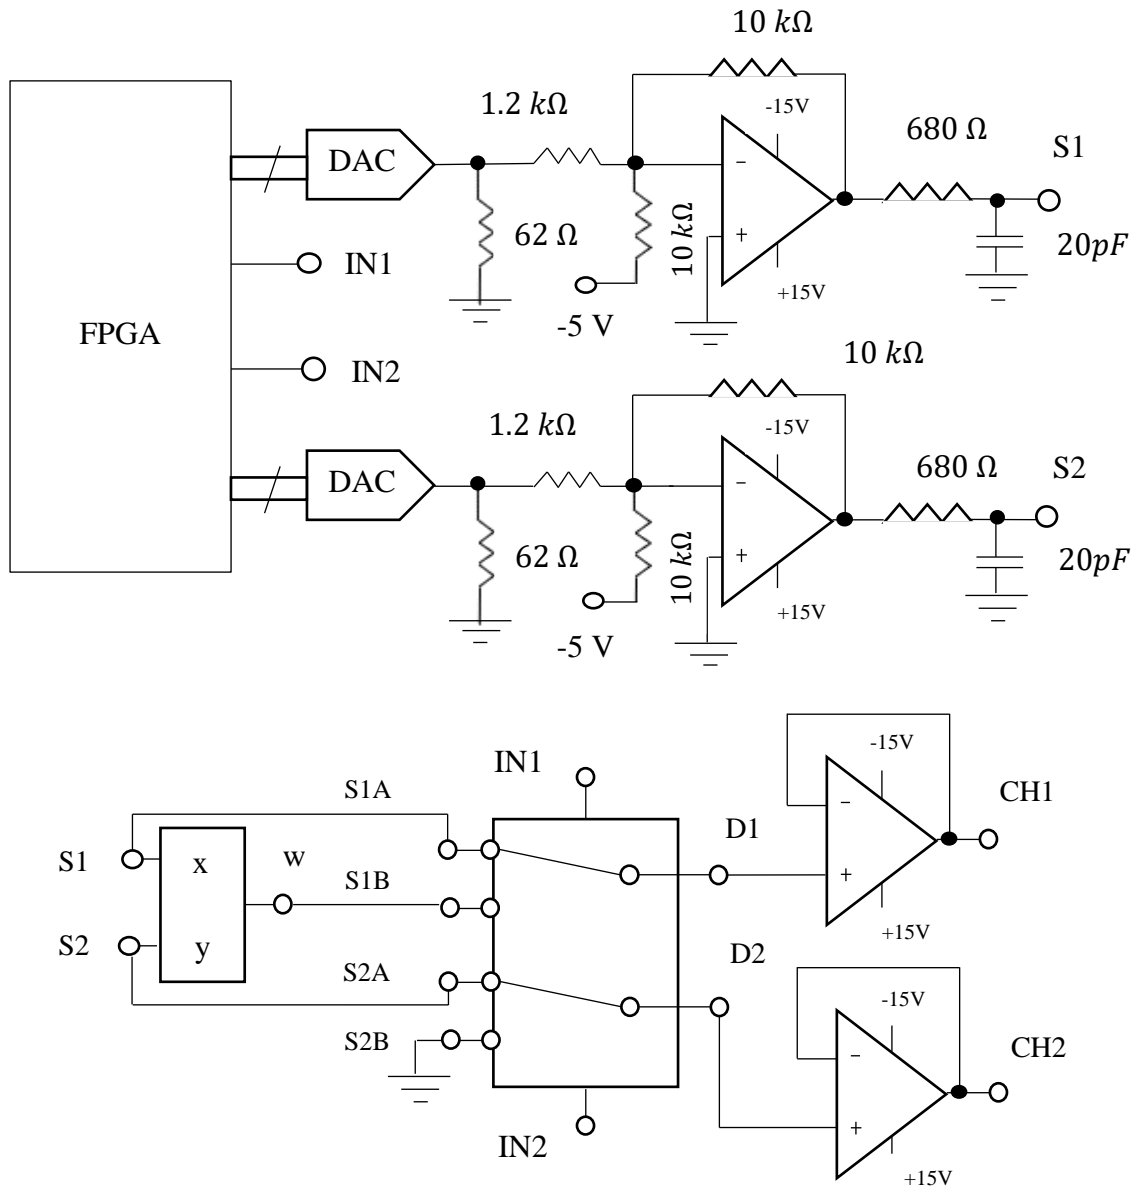 10 kΩ
1.2 kΩ
-15V
680 Ω
S1
DAC
−
62 Ω
10 kΩ
+
20pF
IN1
-5 V
+15V
FPGA
10 kΩ
IN2
1.2 kΩ
-15V
680 Ω
S2
DAC
−
62 Ω
10 kΩ
+
20pF
-5 V
+15V
IN1
-15V
S1A
CH1
D1
−
S1
x
w
S1B
+
S2
y
+15V
D2
S2A
-15V
S2B
−
CH2
+
IN2
+15V